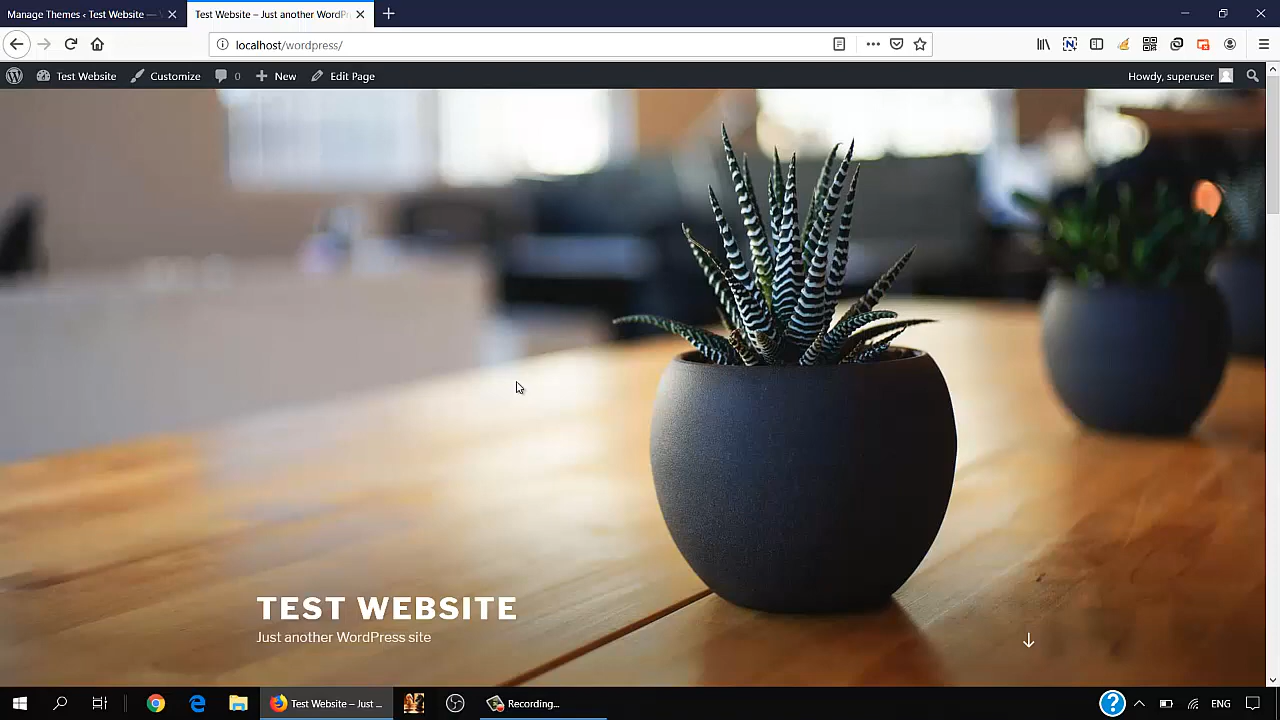 Manage Themes ‹ Test Website —
Test Website – Just another WordPr
localhost/wordpress/
Test Website
Customize
0
New
Edit Page
Howdy, superuser
TEST WEBSITE
Just another WordPress site
Test Website – Just ...
Recording...
ENG